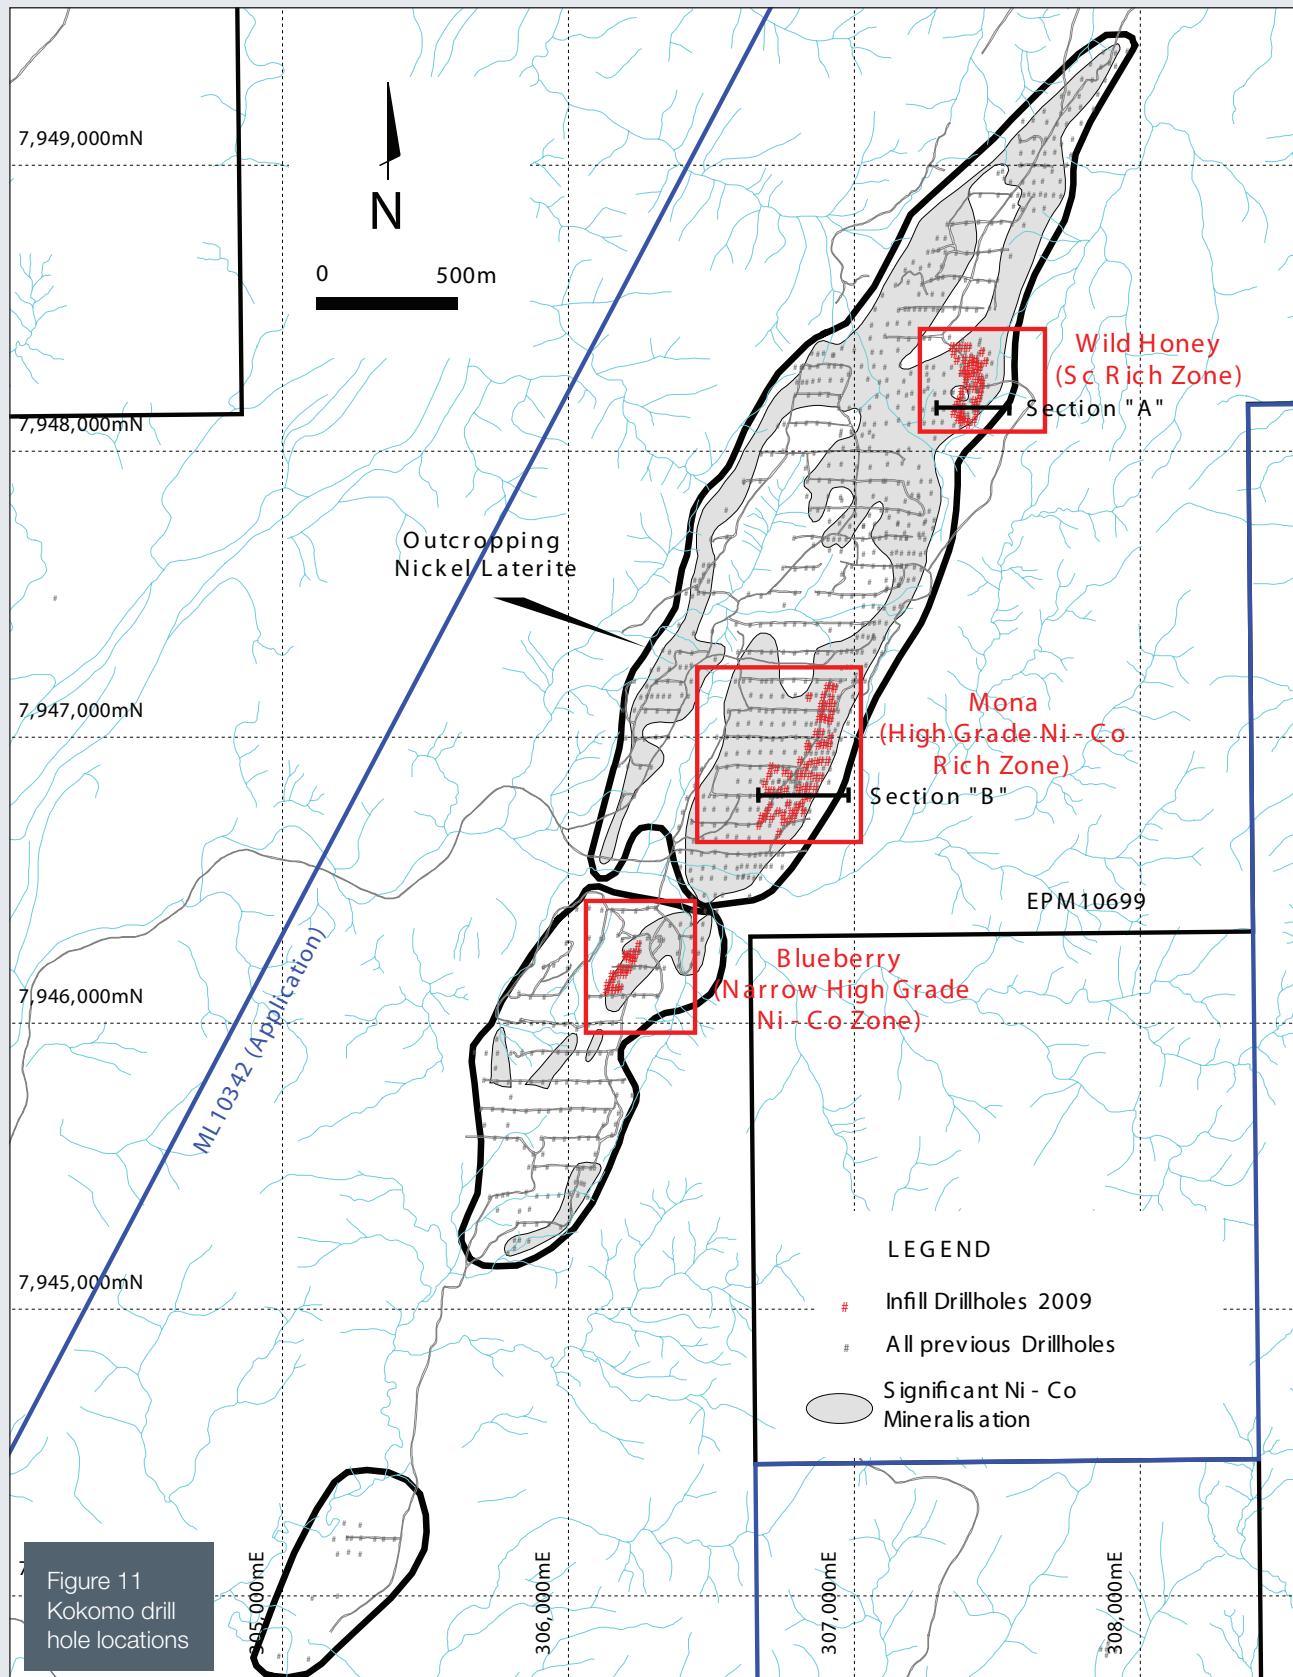 7,949,000mN
N
0 500m
Wild Honey
(Sc Rich Zone)
Section "A"
7,948,000mN
Outcropping
Nickel Laterite
7,947,000mN
Mona
(High Grade Ni - Co
Rich Zone)
Section "B"
EPM10699
Blueberry
(Narrow High Grade
Ni - Co Zone)
7,946,000mN
ML10342 (Application)
LEGEND
# Infill Drillholes 2009
# All previous Drillholes
Significant Ni - Co
Mineralisation
7,945,000mN
305,000mE
306,000mE
307,000mE
308,000mE
Figure 11
Kokomo drill
hole locations